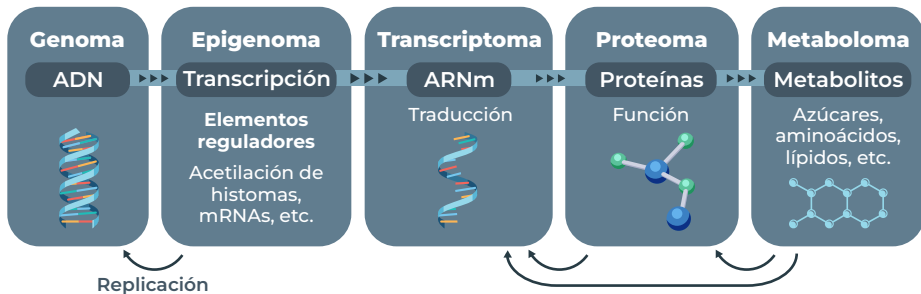 Genoma
ADN
Epigenoma
Transcripción
Elementos
reguladores
Acetilación de
histomas,
mRNAs, etc.
Transcriptoma
ARNm
Traducción
Proteoma
Proteínas
Función
Metaboloma
Metabolitos
Azúcares,
aminoácidos,
lípidos, etc.
Replicación